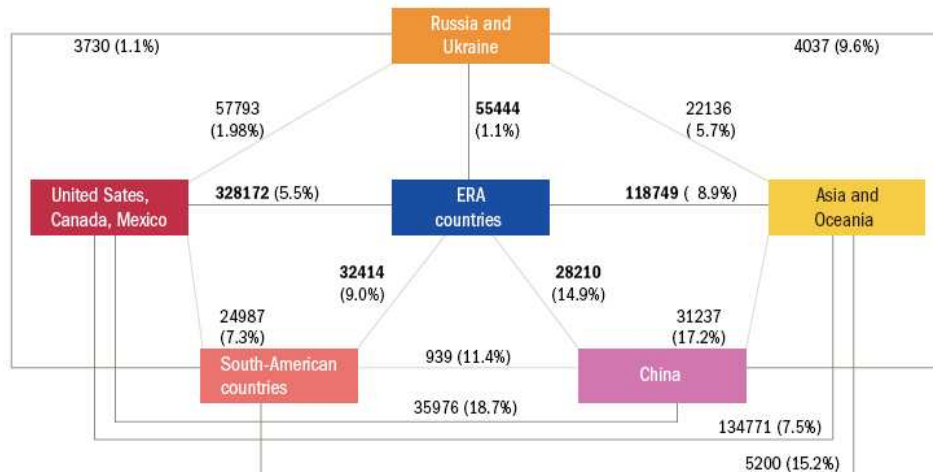 Russia and
Ukraine
3730 (1.1%)
4037 (9.6%)
57793
(1.98%)
55444
(1.1%)
22136
( 5.7%)
United Sates,
Canada, Mexico
328172 (5.5%)
ERA
countries
118749 ( 8.9%)
Asia and
Oceania
32414
(9.0%)
28210
(14.9%)
24987
(7.3%)
31237
(17.2%)
South-American
countries
939 (11.4%)
China
35976 (18.7%)
134771 (7.5%)
5200 (15.2%)